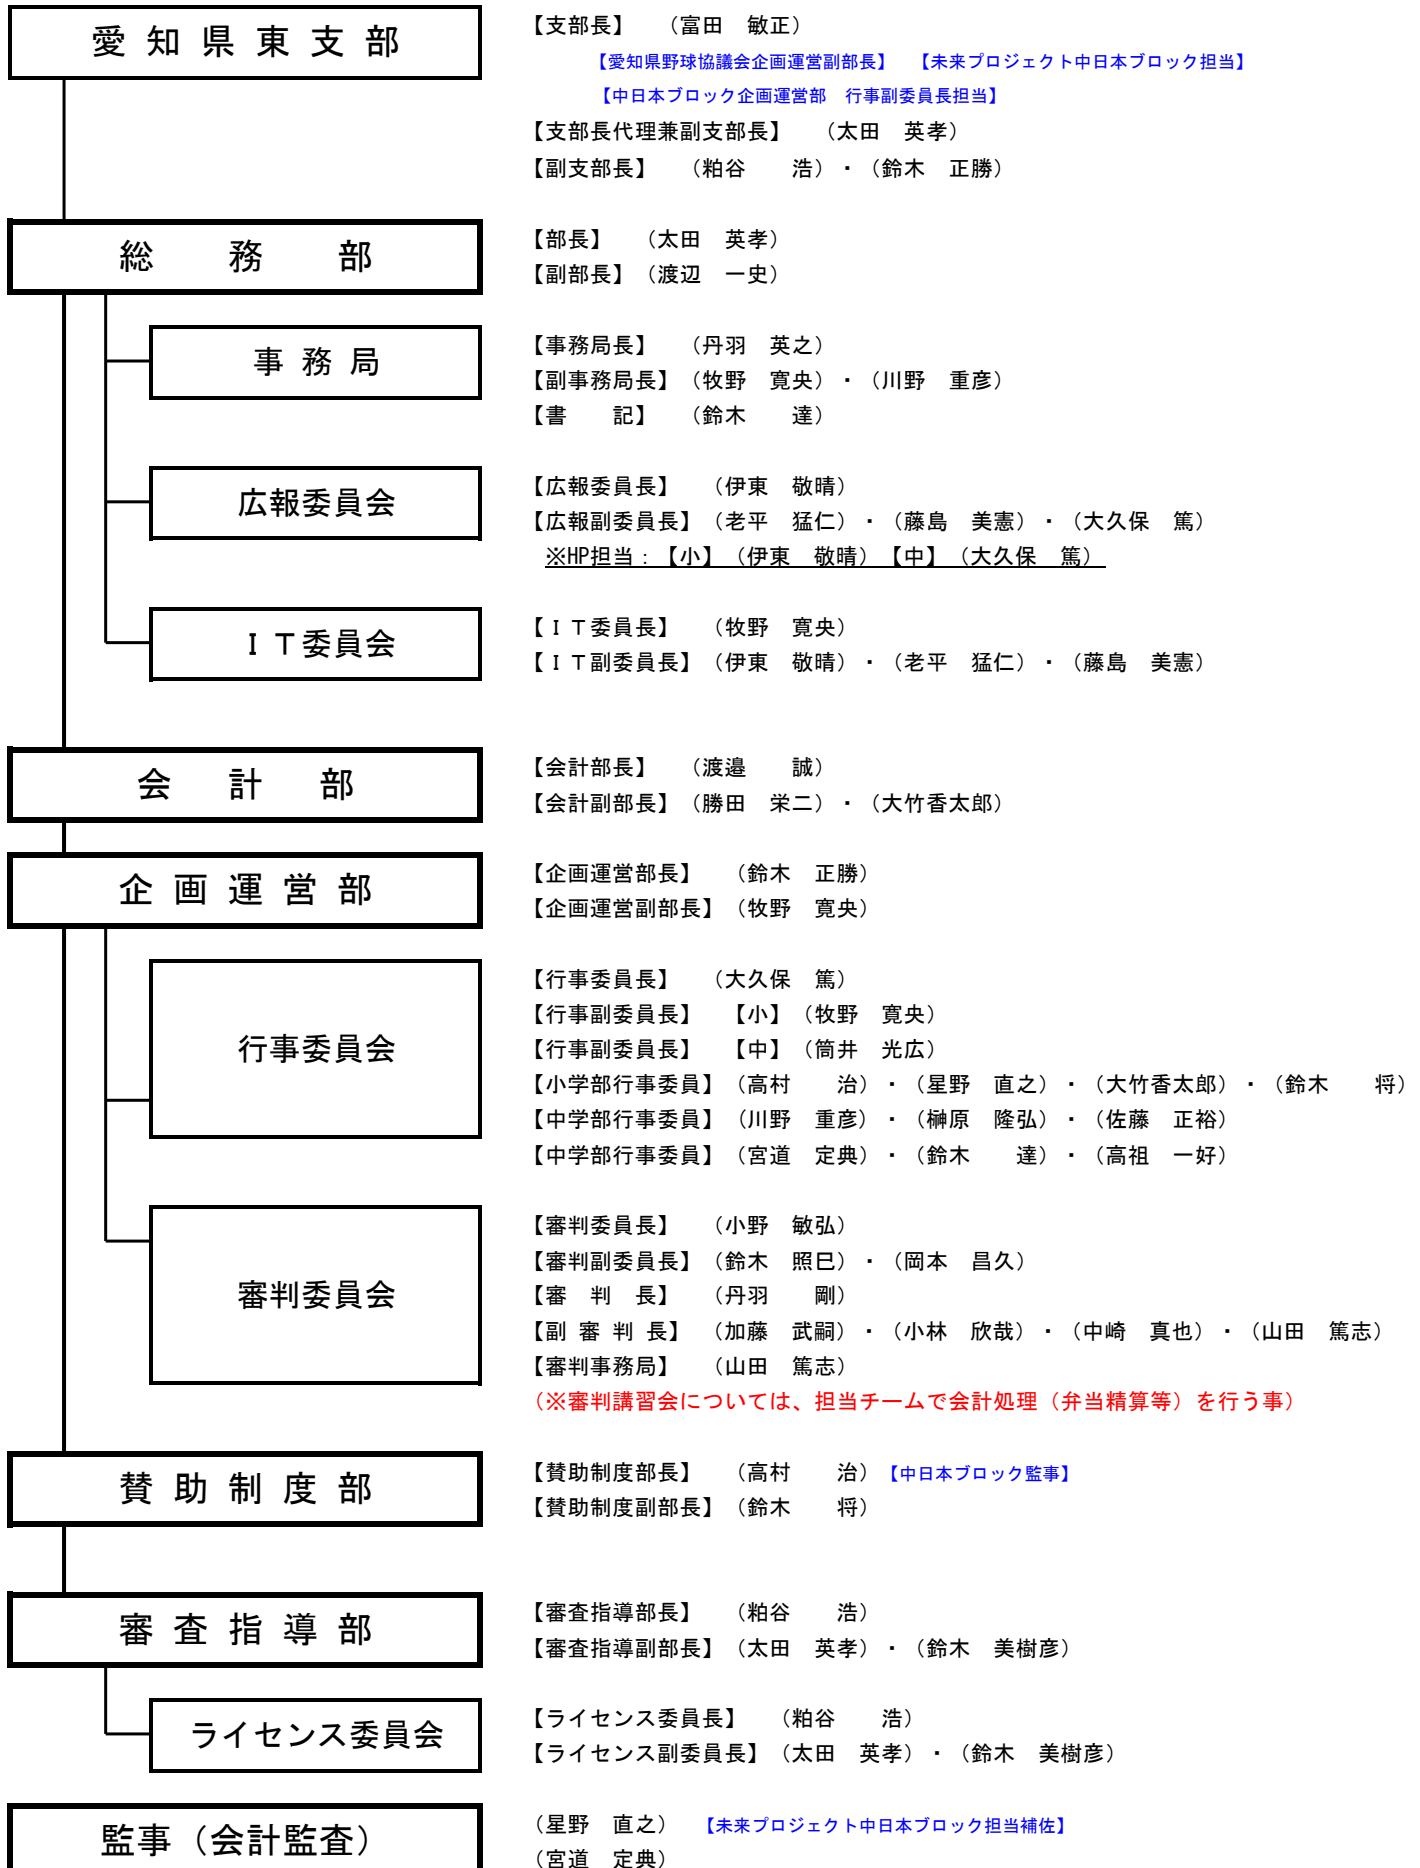 愛知県東支部
【支部長】　（富田　敏正）
【愛知県野球協議会企画運営副部長】　【未来プロジェクト中日本ブロック担当】
【中日本ブロック企画運営部　行事副委員長担当】
【支部長代理兼副支部長】　（太田　英孝）
【副支部長】　（粕谷　　浩）・（鈴木　正勝）
総　務　部
【部長】　（太田　英孝）
【副部長】（渡辺　一史）
事 務 局
【事務局長】　（丹羽　英之）
【副事務局長】（牧野　寛央）・（川野　重彦）
【書　　記】　（鈴木　　達）
広報委員会
【広報委員長】　（伊東　敬晴）
【広報副委員長】（老平　猛仁）・（藤島　美憲）・（大久保　篤）
※HP担当：【小】（伊東　敬晴）【中】（大久保　篤）
ＩＴ委員会
【ＩＴ委員長】　（牧野　寛央）
【ＩＴ副委員長】（伊東　敬晴）・（老平　猛仁）・（藤島　美憲）
会　計　部
【会計部長】　（渡邉　　誠）
【会計副部長】（勝田　栄二）・（大竹香太郎）
企画運営部
【企画運営部長】　（鈴木　正勝）
【企画運営副部長】（牧野　寛央）
行事委員会
【行事委員長】　（大久保　篤）
【行事副委員長】　【小】（牧野　寛央）
【行事副委員長】　【中】（筒井　光広）
【小学部行事委員】（高村　　治）・（星野　直之）・（大竹香太郎）・（鈴木　　将）
【中学部行事委員】（川野　重彦）・（榊原　隆弘）・（佐藤　正裕）
【中学部行事委員】（宮道　定典）・（鈴木　　達）・（高祖　一好）
審判委員会
【審判委員長】　（小野　敏弘）
【審判副委員長】（鈴木　照巳）・（岡本　昌久）
【審　判　長】　（丹羽　　剛）
【副 審 判 長】　（加藤　武嗣）・（小林　欣哉）・（中崎　真也）・（山田　篤志）
【審判事務局】　（山田　篤志）
（※審判講習会については、担当チームで会計処理（弁当精算等）を行う事）
賛助制度部
【賛助制度部長】　（高村　　治）【中日本ブロック監事】
【賛助制度副部長】（鈴木　　将）
審査指導部
【審査指導部長】　（粕谷　　浩）
【審査指導副部長】（太田　英孝）・（鈴木　美樹彦）
ライセンス委員会
【ライセンス委員長】　（粕谷　　浩）
【ライセンス副委員長】（太田　英孝）・（鈴木　美樹彦）
監事（会計監査）
（星野　直之）　【未来プロジェクト中日本ブロック担当補佐】
（宮道　定典）